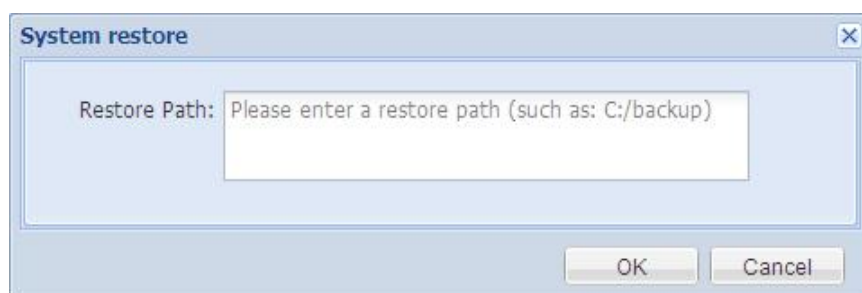 System restore
Restore Path: Please enter a restore path (such as: C:/backup)
OK Cancel